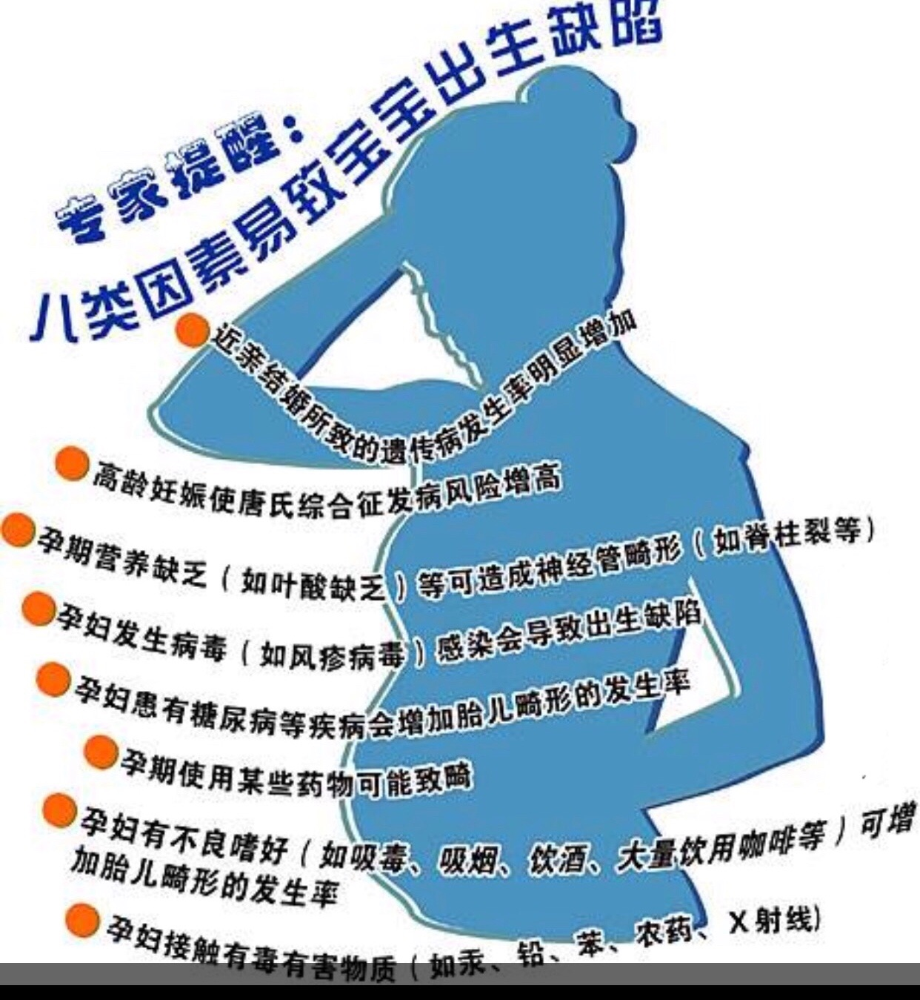 专家提醒：
八类因素易致宝宝出生缺陷
近亲结婚所致的遗传病发生率明显增加
高龄妊娠使唐氏综合征发病风险增高
孕期营养缺乏（如叶酸缺乏）等可造成神经管畸形（如脊柱裂等）
孕妇发生病毒（如风疹病毒）感染会导致出生缺陷
孕妇患有糖尿病等疾病会增加胎儿畸形的发生率
孕期使用某些药物可能致畸
孕妇有不良嗜好（如吸毒、吸烟、饮酒、大量饮用咖啡等）可增
加胎儿畸形的发生率
孕妇接触有毒有害物质（如汞、铅、苯、农药、X射线）